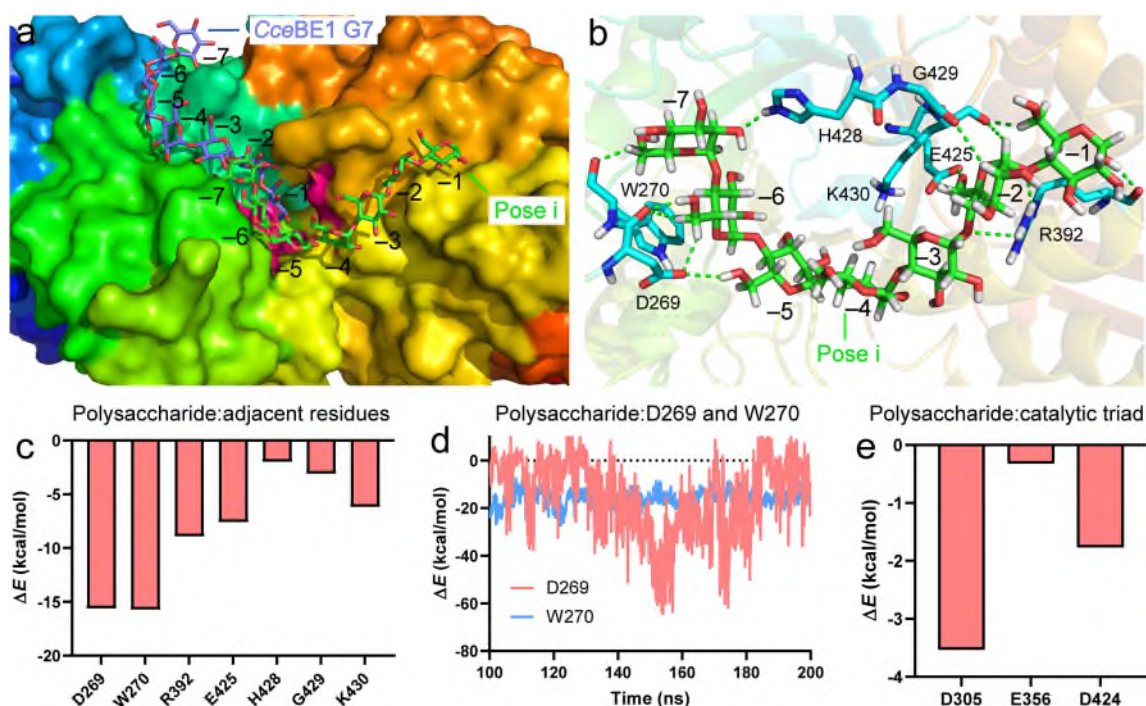 a
CceBE1 G7
–7
–6
–5
–4
–3
–2
–1
–7
–6
–5
–4
–3
–2
–1
Pose i
b
G429
–7
H428
E425
–1
–2
W270
–6
K430
R392
–3
D269
–5
–4
Pose i
c
Polysaccharide:adjacent residues
ΔE (kcal/mol)
0
-5
-10
-15
-20
D269
W270
R392
E425
H428
G429
K430
d
Polysaccharide:D269 and W270
ΔE (kcal/mol)
0
-20
-40
-60
-80
D269
W270
100
120
140
160
180
200
Time (ns)
e
Polysaccharide:catalytic triad
ΔE (kcal/mol)
0
-1
-2
-3
-4
D305
E356
D424